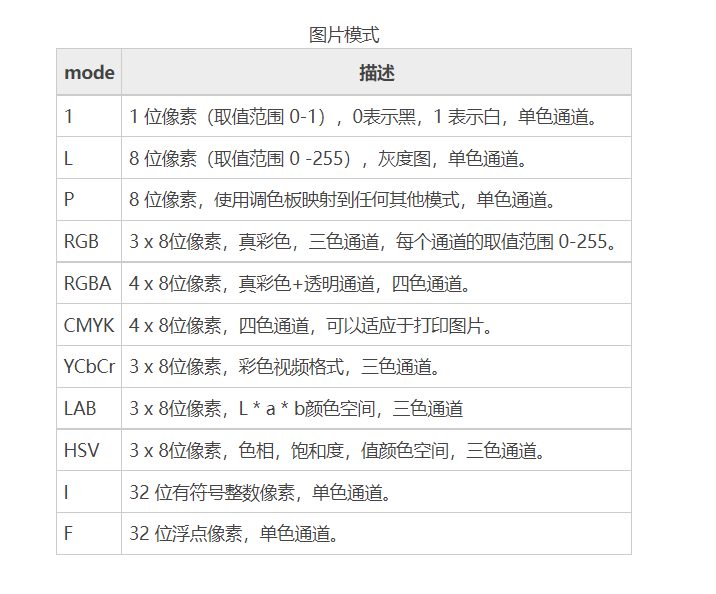 图片模式
mode 描述
1 1 位像素（取值范围 0-1），0表示黑，1 表示白，单色通道。
L 8 位像素（取值范围 0 -255），灰度图，单色通道。
P 8 位像素，使用调色板映射到任何其他模式，单色通道。
RGB 3 x 8位像素，真彩色，三色通道，每个通道的取值范围 0-255。
RGBA 4 x 8位像素，真彩色+透明通道，四色通道。
CMYK 4 x 8位像素，四色通道，可以适应于打印图片。
YCbCr 3 x 8位像素，彩色视频格式，三色通道。
LAB 3 x 8位像素，L * a * b颜色空间，三色通道
HSV 3 x 8位像素，色相，饱和度，值颜色空间，三色通道。
I 32 位有符号整数像素，单色通道。
F 32 位浮点像素，单色通道。